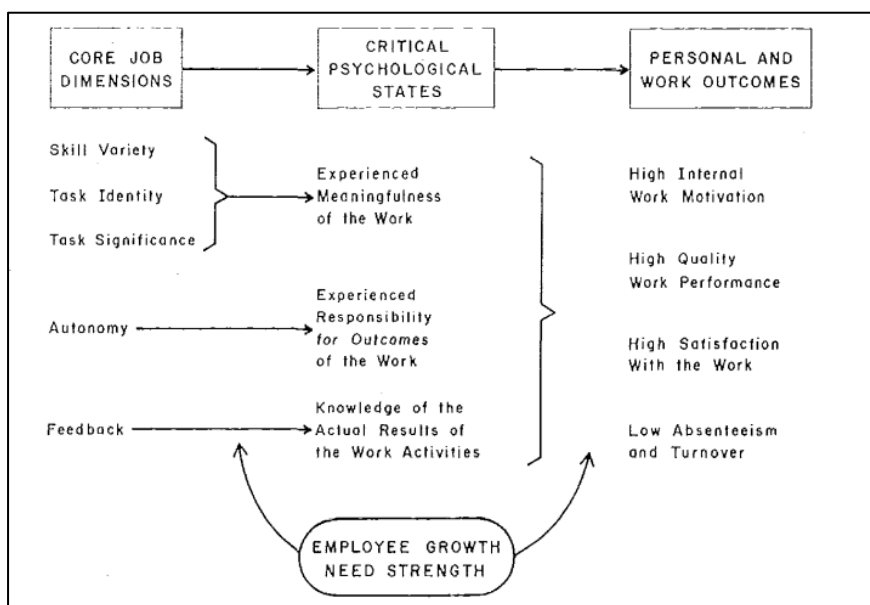 CORE JOB
DIMENSIONS
CRITICAL
PSYCHOLOGICAL
STATES
PERSONAL AND
WORK OUTCOMES
Skill Variety
Task Identity
Task Significance
Experienced
Meaningfulness
of the Work
High Internal
Work Motivation
High Quality
Work Performance
Autonomy
Experienced
Responsibility
for Outcomes
of the Work
High Satisfaction
With the Work
Feedback
Knowledge of the
Actual Results of
the Work Activities
Low Absenteeism
and Turnover
EMPLOYEE GROWTH
NEED STRENGTH